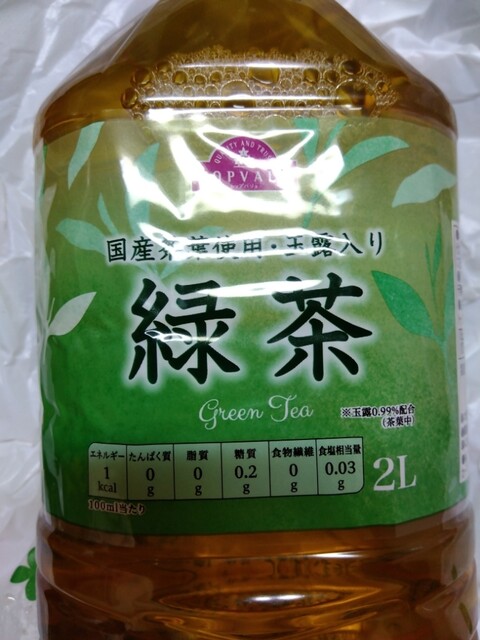 QUALITY AND TRUST
TOPVALU
国産茶葉使用・玉露入り
緑茶
Green Tea
※玉露0.99%配合
(茶葉中)
エネルギー たんぱく質 脂質 糖質 食物繊維 食塩相当量
1 0 0 0.2 0 0.03
kcal g g g g g
100ml当たり
2L